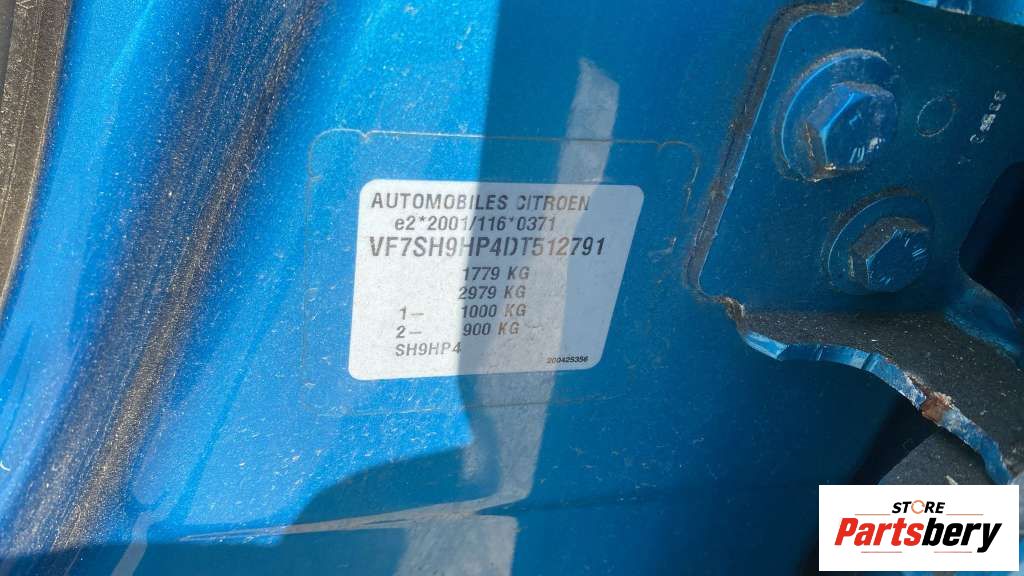 AUTOMOBILES CITROEN
e2*2001/116*0371
VF7SH9HP4DT512791
1779 KG
2979 KG
1- 1000 KG
2- 900 KG
SH9HP4
200425356
STORE
Partsbery